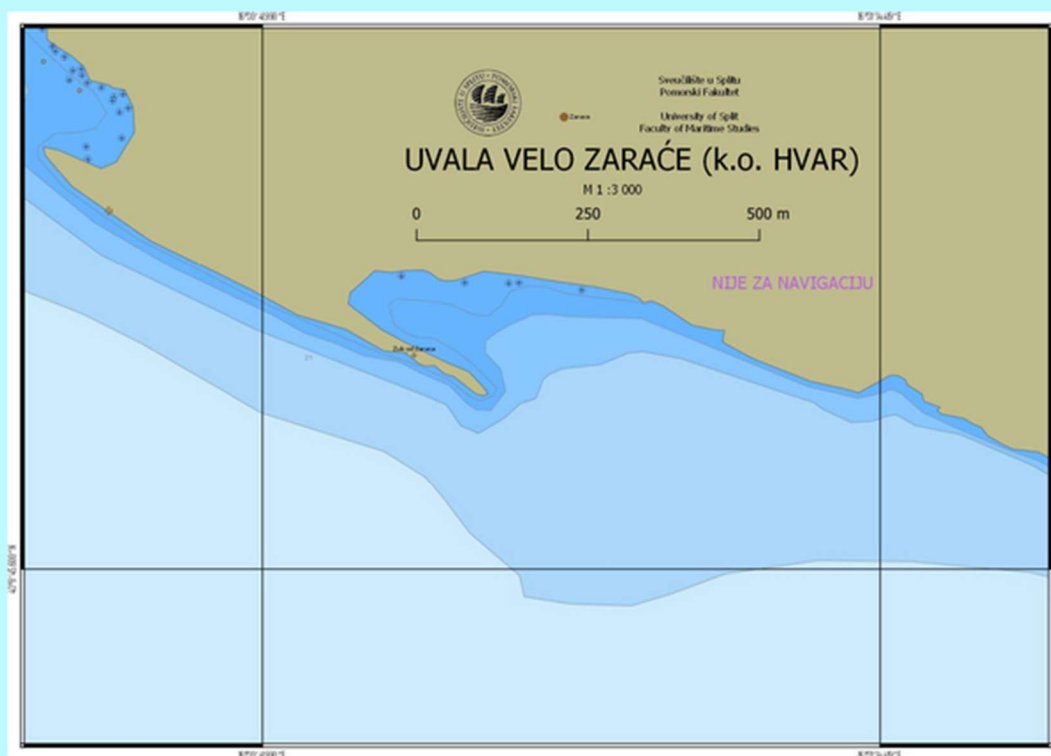 Sveučilište u Splitu
Pomorski Fakultet
Zarace
University of Split
Faculty of Maritime Studies
UVALA VELO ZARAĆE (k.o. HVAR)
M 1 :3 000
0 250 500 m
NIJE ZA NAVIGACIJU